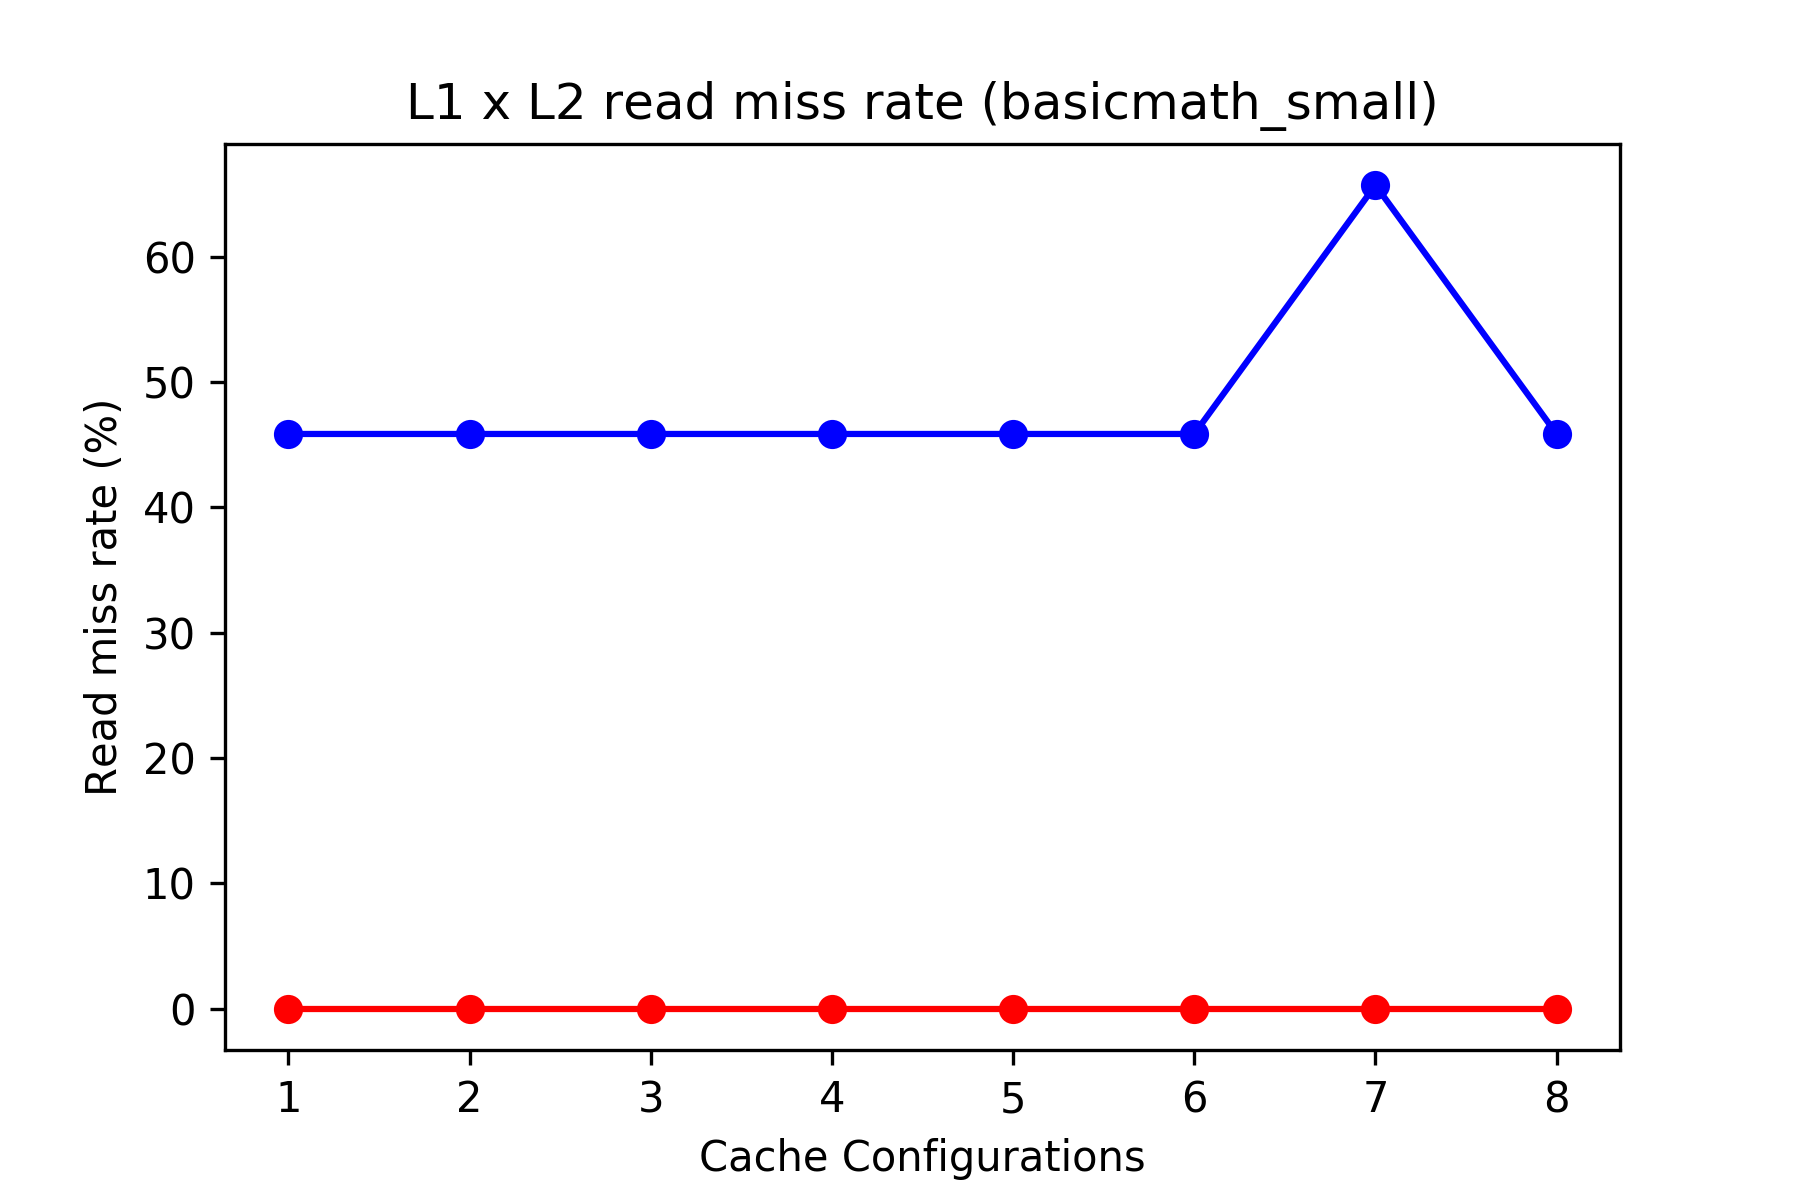 L1 x L2 read miss rate (basicmath_small)
Read miss rate (%)
60
50
40
30
20
10
0
1 2 3 4 5 6 7 8
Cache Configurations